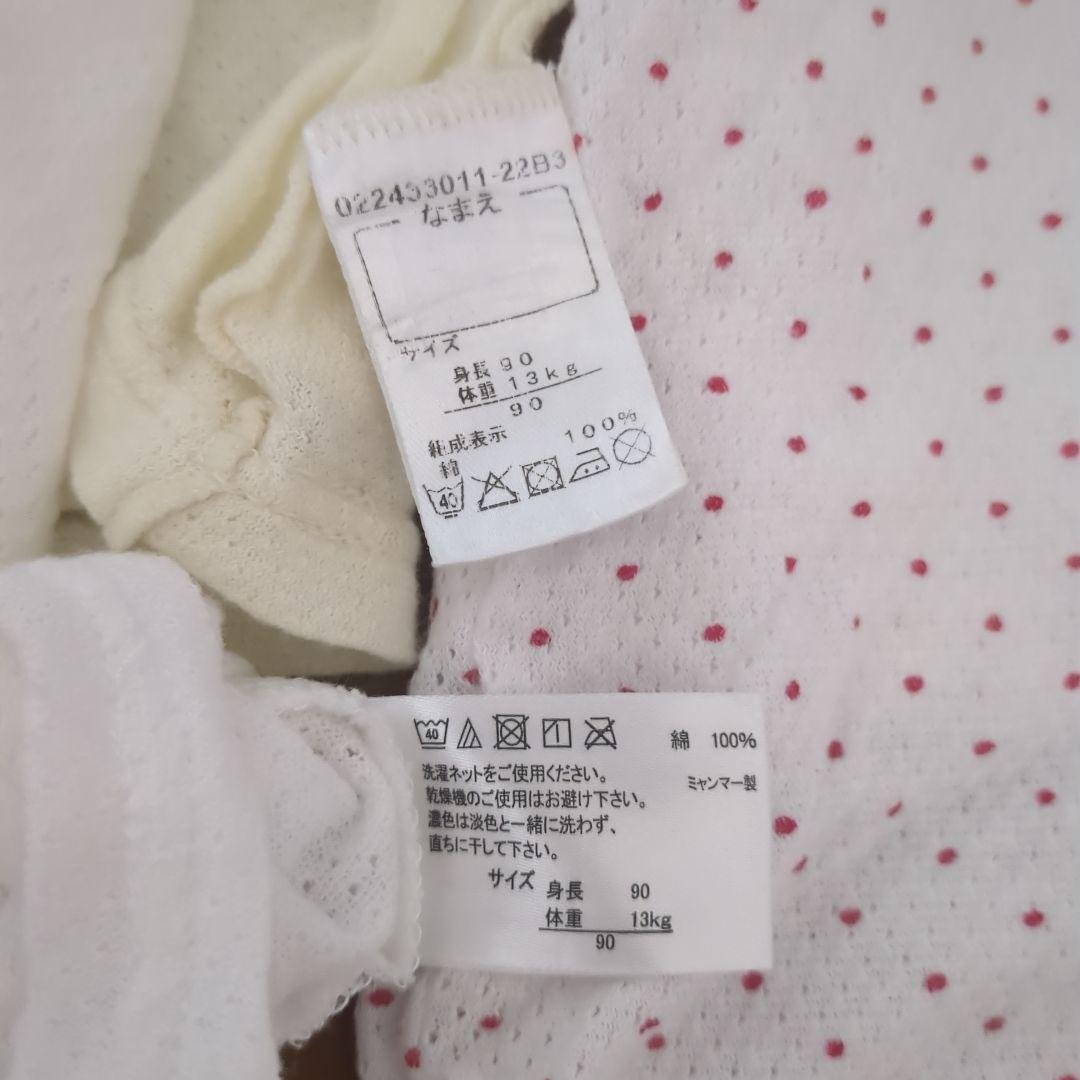 022433011-22B3
なまえ
サイズ
身長 90
体重 13kg
90
組成表示
綿 100%
40
40
綿 100%
ミャンマー製
洗濯ネットをご使用ください。
乾燥機のご使用はお避け下さい。
濃色は淡色と一緒に洗わず、
直ちに干して下さい。
サイズ 身長 90
体重 13kg
90